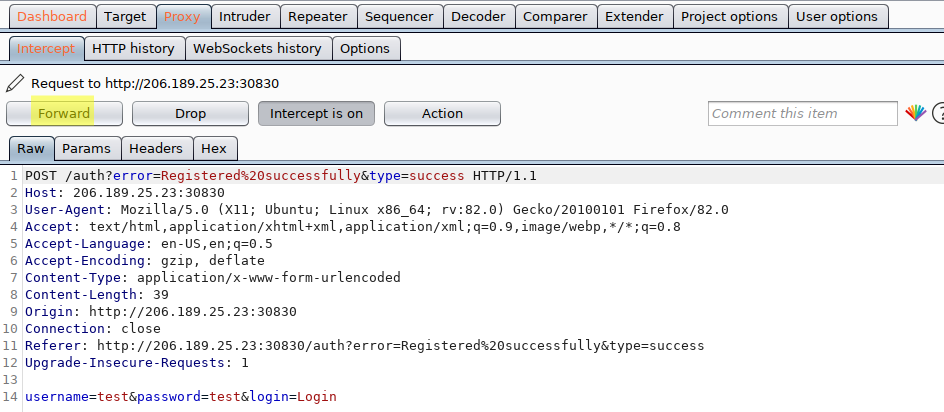 Dashboard Target Proxy Intruder Repeater Sequencer Decoder Comparer Extender Project options User options
Intercept HTTP history WebSockets history Options
Request to http://206.189.25.23:30830
Forward Drop Intercept is on Action Comment this item ?
Raw Params Headers Hex
1 POST /auth?error=Registered%20successfully&type=success HTTP/1.1
2 Host: 206.189.25.23:30830
3 User-Agent: Mozilla/5.0 (X11; Ubuntu; Linux x86_64; rv:82.0) Gecko/20100101 Firefox/82.0
4 Accept: text/html,application/xhtml+xml,application/xml;q=0.9,image/webp,*/*;q=0.8
5 Accept-Language: en-US,en;q=0.5
6 Accept-Encoding: gzip, deflate
7 Content-Type: application/x-www-form-urlencoded
8 Content-Length: 39
9 Origin: http://206.189.25.23:30830
10 Connection: close
11 Referer: http://206.189.25.23:30830/auth?error=Registered%20successfully&type=success
12 Upgrade-Insecure-Requests: 1
13
14 username=test&password=test&login=Login